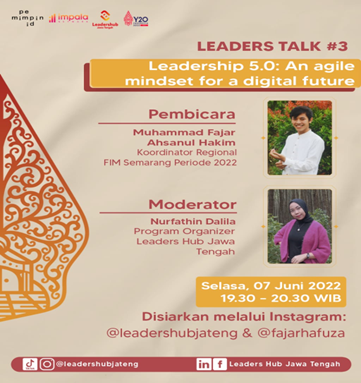 pe
mimpin
id
impala
Leadershub
Y20
LEADERS TALK #3
Leadership 5.0: An agile
mindset for a digital future
Pembicara
Muhammad Fajar
Ahsanul Hakim
Koordinator Regional
FIM Semarang Periode 2022
Moderator
Nurfathin Dalila
Program Organizer
Leaders Hub Jawa
Tengah
Selasa, 07 Juni 2022
19.30 – 20.30 WIB
Disiarkan melalui Instagram:
@leadershubjateng & @fajarhafuza
@leadershubjateng
Leaders Hub Jawa Tengah